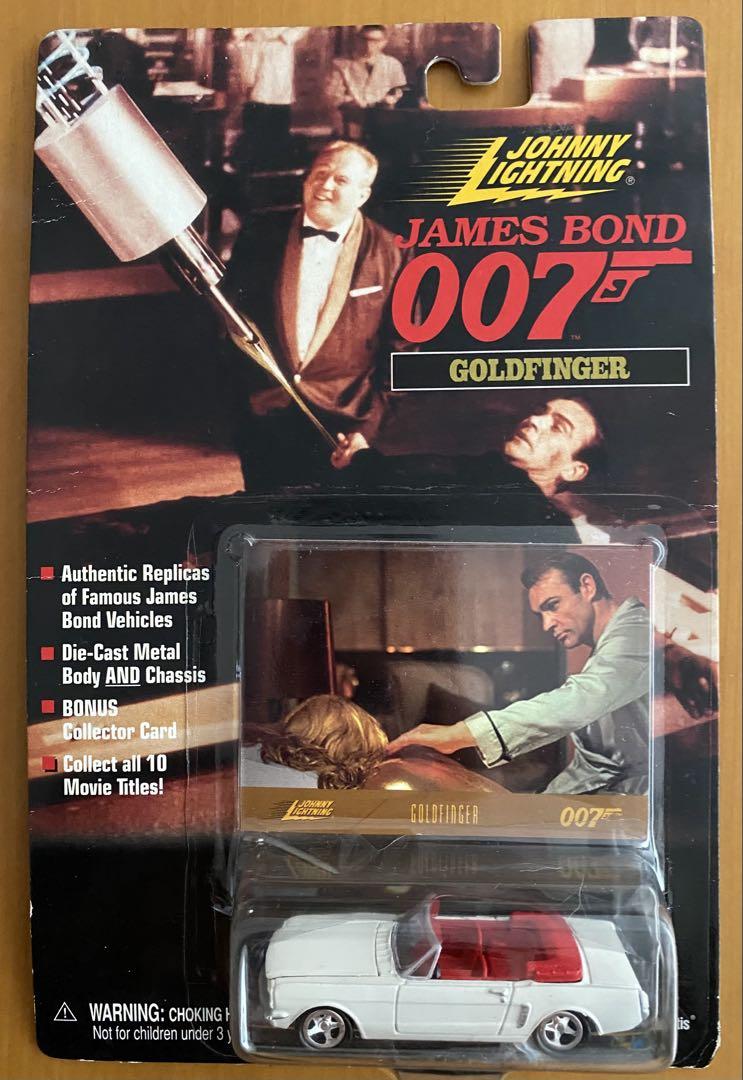 JOHNNY
LIGHTNING®
JAMES BOND
007
™
GOLDFINGER
Authentic Replicas
of Famous James
Bond Vehicles
Die-Cast Metal
Body AND Chassis
BONUS
Collector Card
Collect all 10
Movie Titles!
JOHNNY
LIGHTNING
GOLDFINGER
007
WARNING: CHOKING H
Not for children under 3 y
tis®